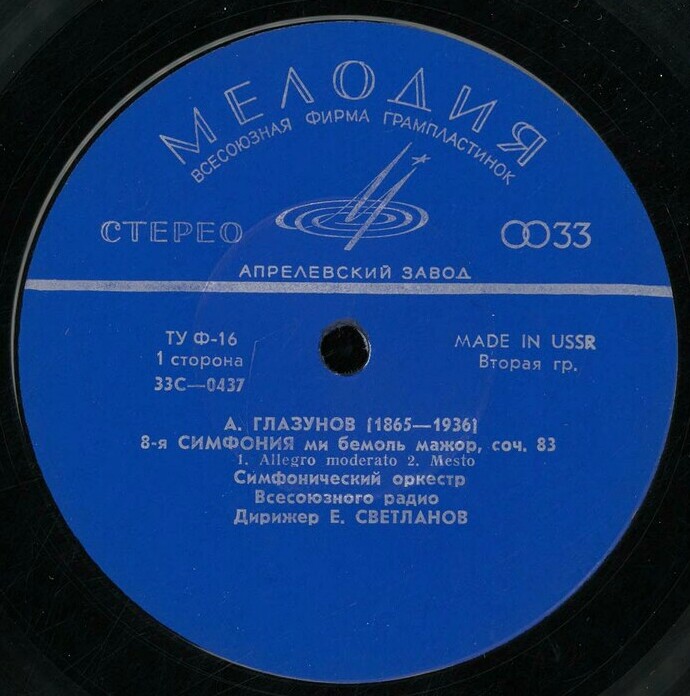 МЕЛОДИЯ
ВСЕСОЮЗНАЯ ФИРМА ГРАМПЛАСТИНОК
СТЕРЕО
33
АПРЕЛЕВСКИЙ ЗАВОД
ТУ Ф-16
MADE IN USSR
1 сторона
Вторая гр.
33С—0437
А. ГЛАЗУНОВ (1865—1936)
8-я СИМФОНИЯ ми бемоль мажор, соч. 83
1. Allegro moderato 2. Mesto
Симфонический оркестр
Всесоюзного радио
Дирижер Е. СВЕТЛАНОВ